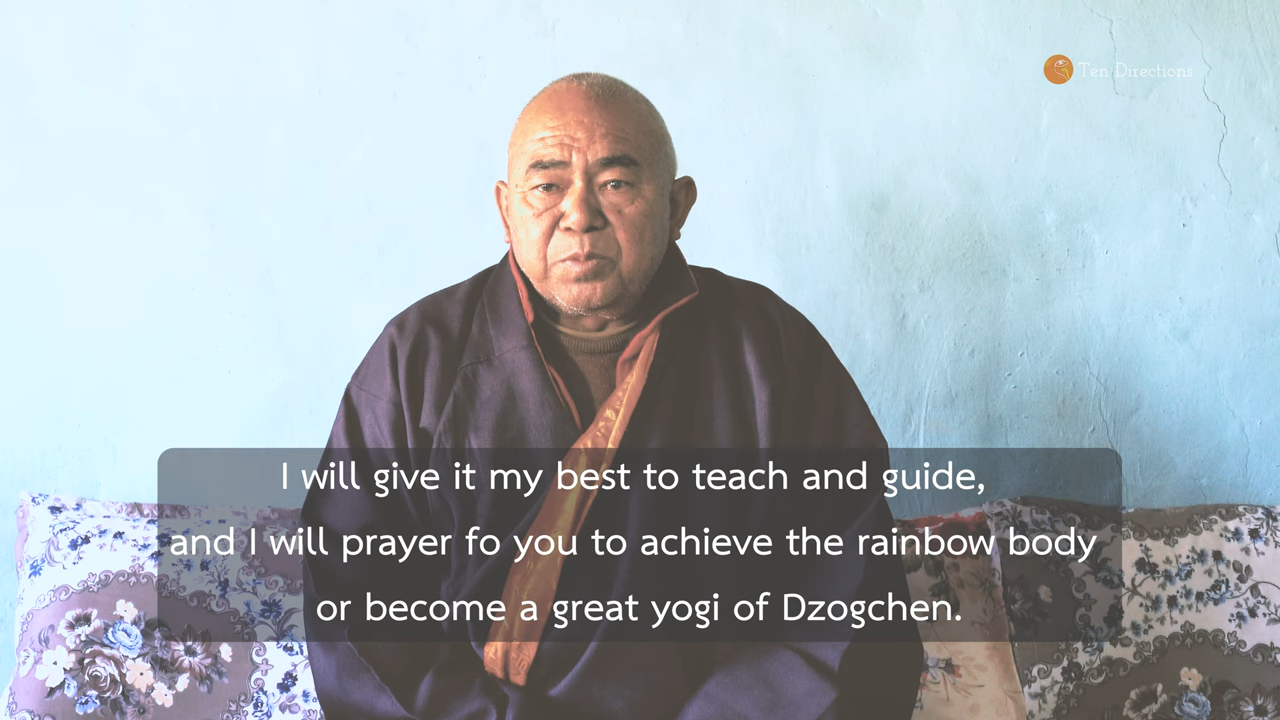 Ten Directions
I will give it my best to teach and guide,
and I will prayer fo you to achieve the rainbow body
or become a great yogi of Dzogchen.